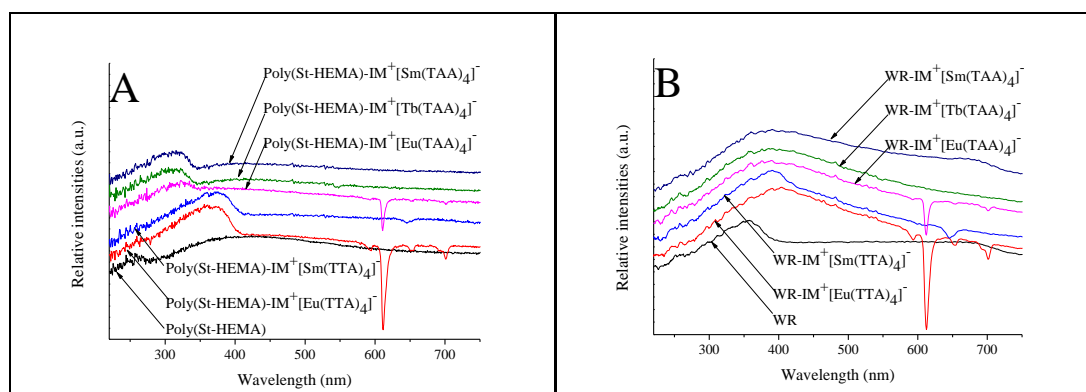 A
Poly(St-HEMA)-IM+[Sm(TAA)4]-
Poly(St-HEMA)-IM+[Tb(TAA)4]-
Poly(St-HEMA)-IM+[Eu(TAA)4]-
Poly(St-HEMA)-IM+[Sm(TTA)4]-
Poly(St-HEMA)-IM+[Eu(TTA)4]-
Poly(St-HEMA)
Relative intensities (a.u.)
300 400 500 600 700
Wavelength (nm)
B
WR-IM+[Sm(TAA)4]-
WR-IM+[Tb(TAA)4]-
WR-IM+[Eu(TAA)4]-
WR-IM+[Sm(TTA)4]-
WR-IM+[Eu(TTA)4]-
WR
Relative intensities (a.u.)
300 400 500 600 700
Wavelength (nm)